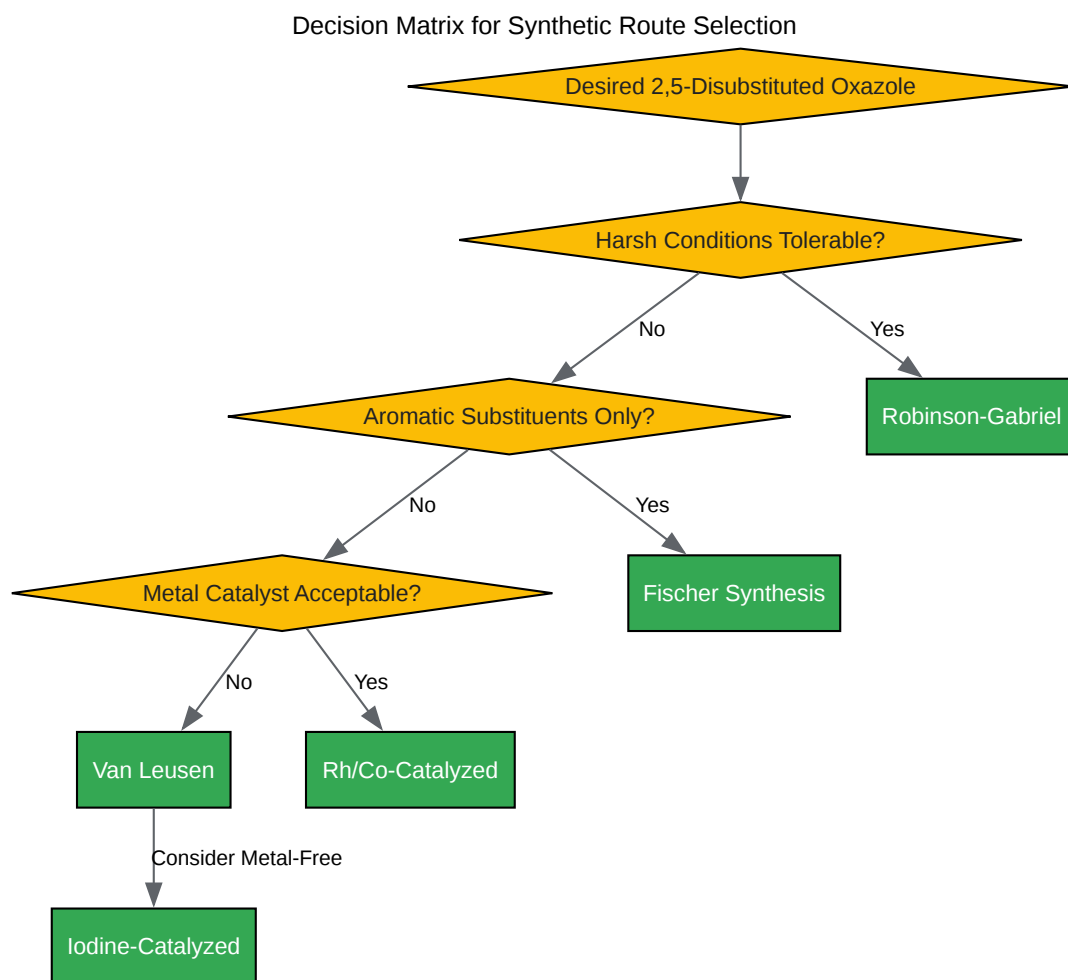 Decision Matrix for Synthetic Route Selection
Desired 2,5-Disubstituted Oxazole
Harsh Conditions Tolerable?
No
Yes
Aromatic Substituents Only?
Robinson-Gabriel
No
Yes
Metal Catalyst Acceptable?
Fischer Synthesis
No
Yes
Van Leusen
Rh/Co-Catalyzed
Consider Metal-Free
Iodine-Catalyzed